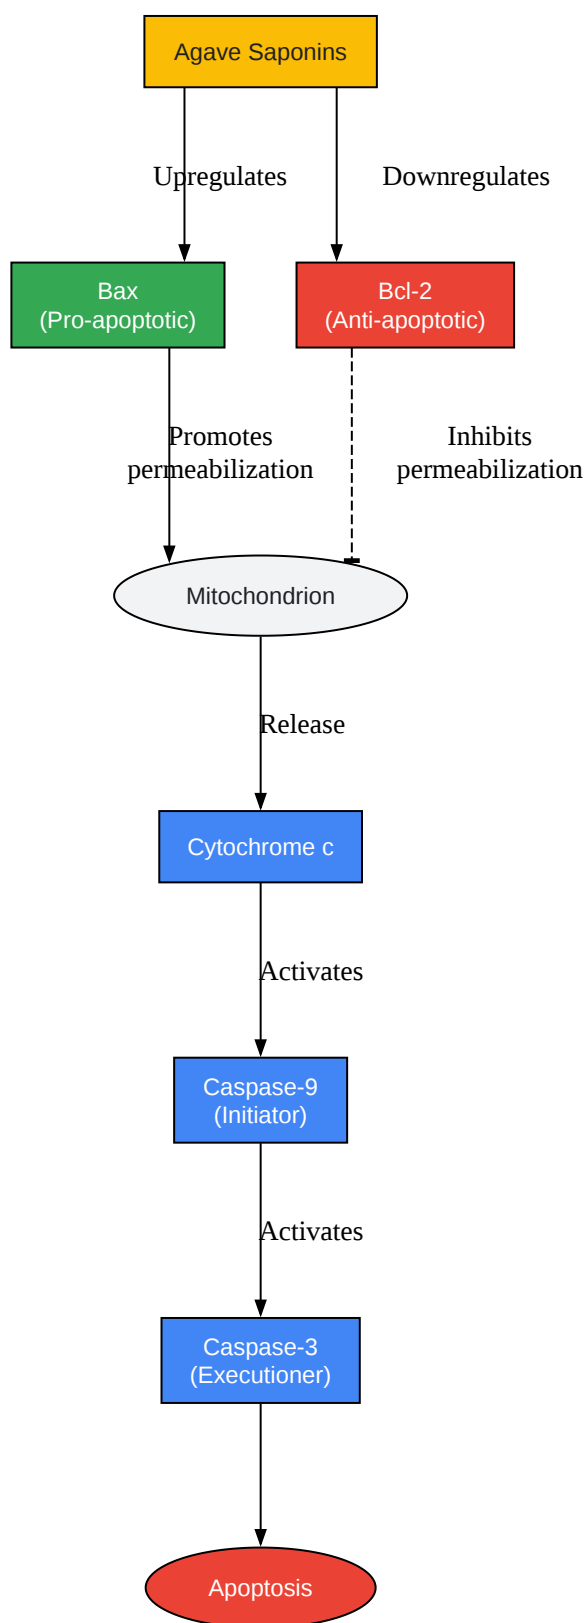 Agave Saponins
Upregulates
Downregulates
Bax
(Pro-apoptotic)
Bcl-2
(Anti-apoptotic)
Promotes
permeabilization
Inhibits
permeabilization
Mitochondrion
Release
Cytochrome c
Activates
Caspase-9
(Initiator)
Activates
Caspase-3
(Executioner)
Apoptosis